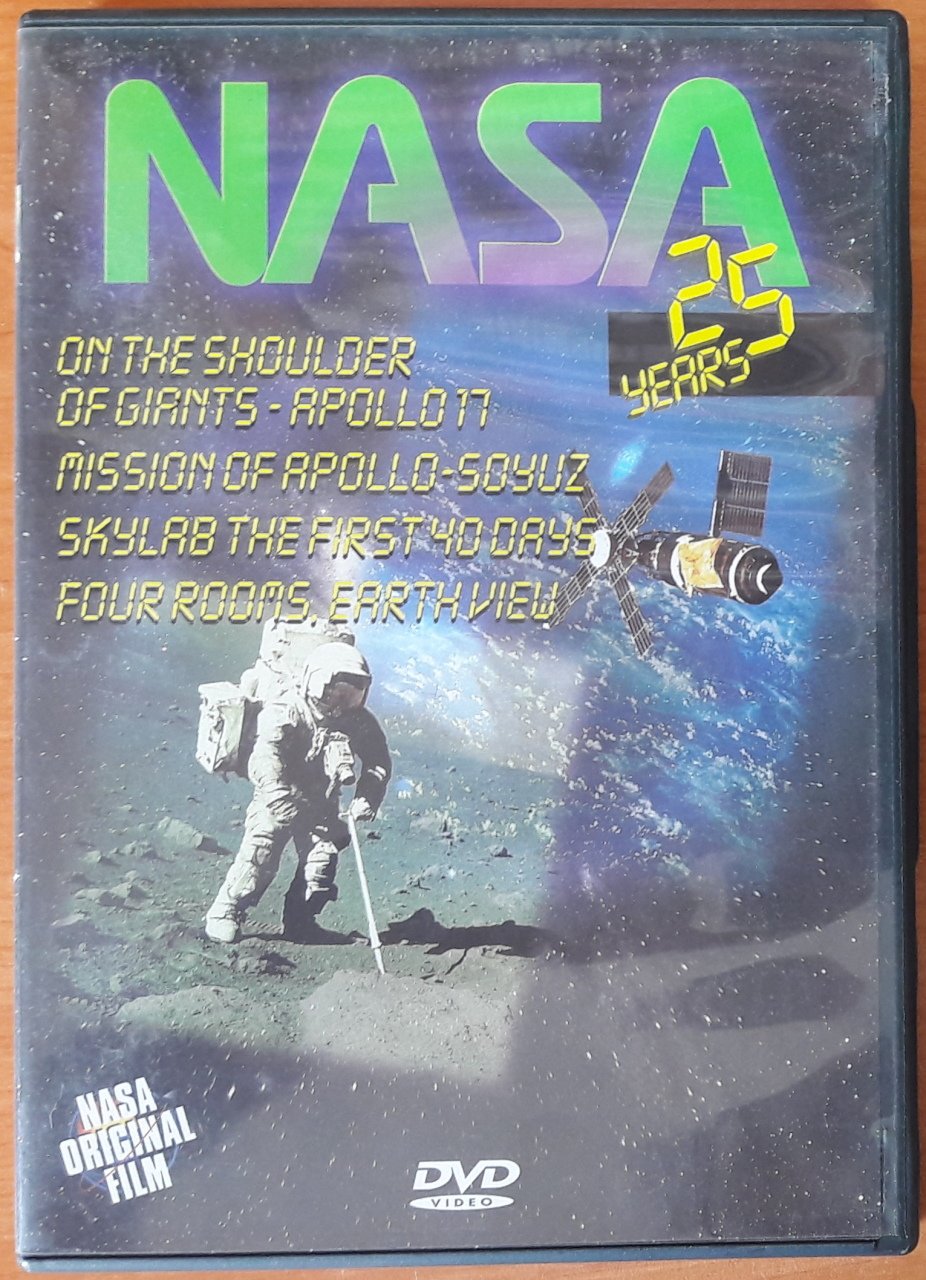 NASA
25
YEARS
ON THE SHOULDER
OF GIANTS - APOLLO 17
MISSION OF APOLLO-SOYUZ
SKYLAB THE FIRST 40 DAYS
FOUR ROOMS, EARTH VIEW
NASA
ORIGINAL
FILM
DVD
VIDEO